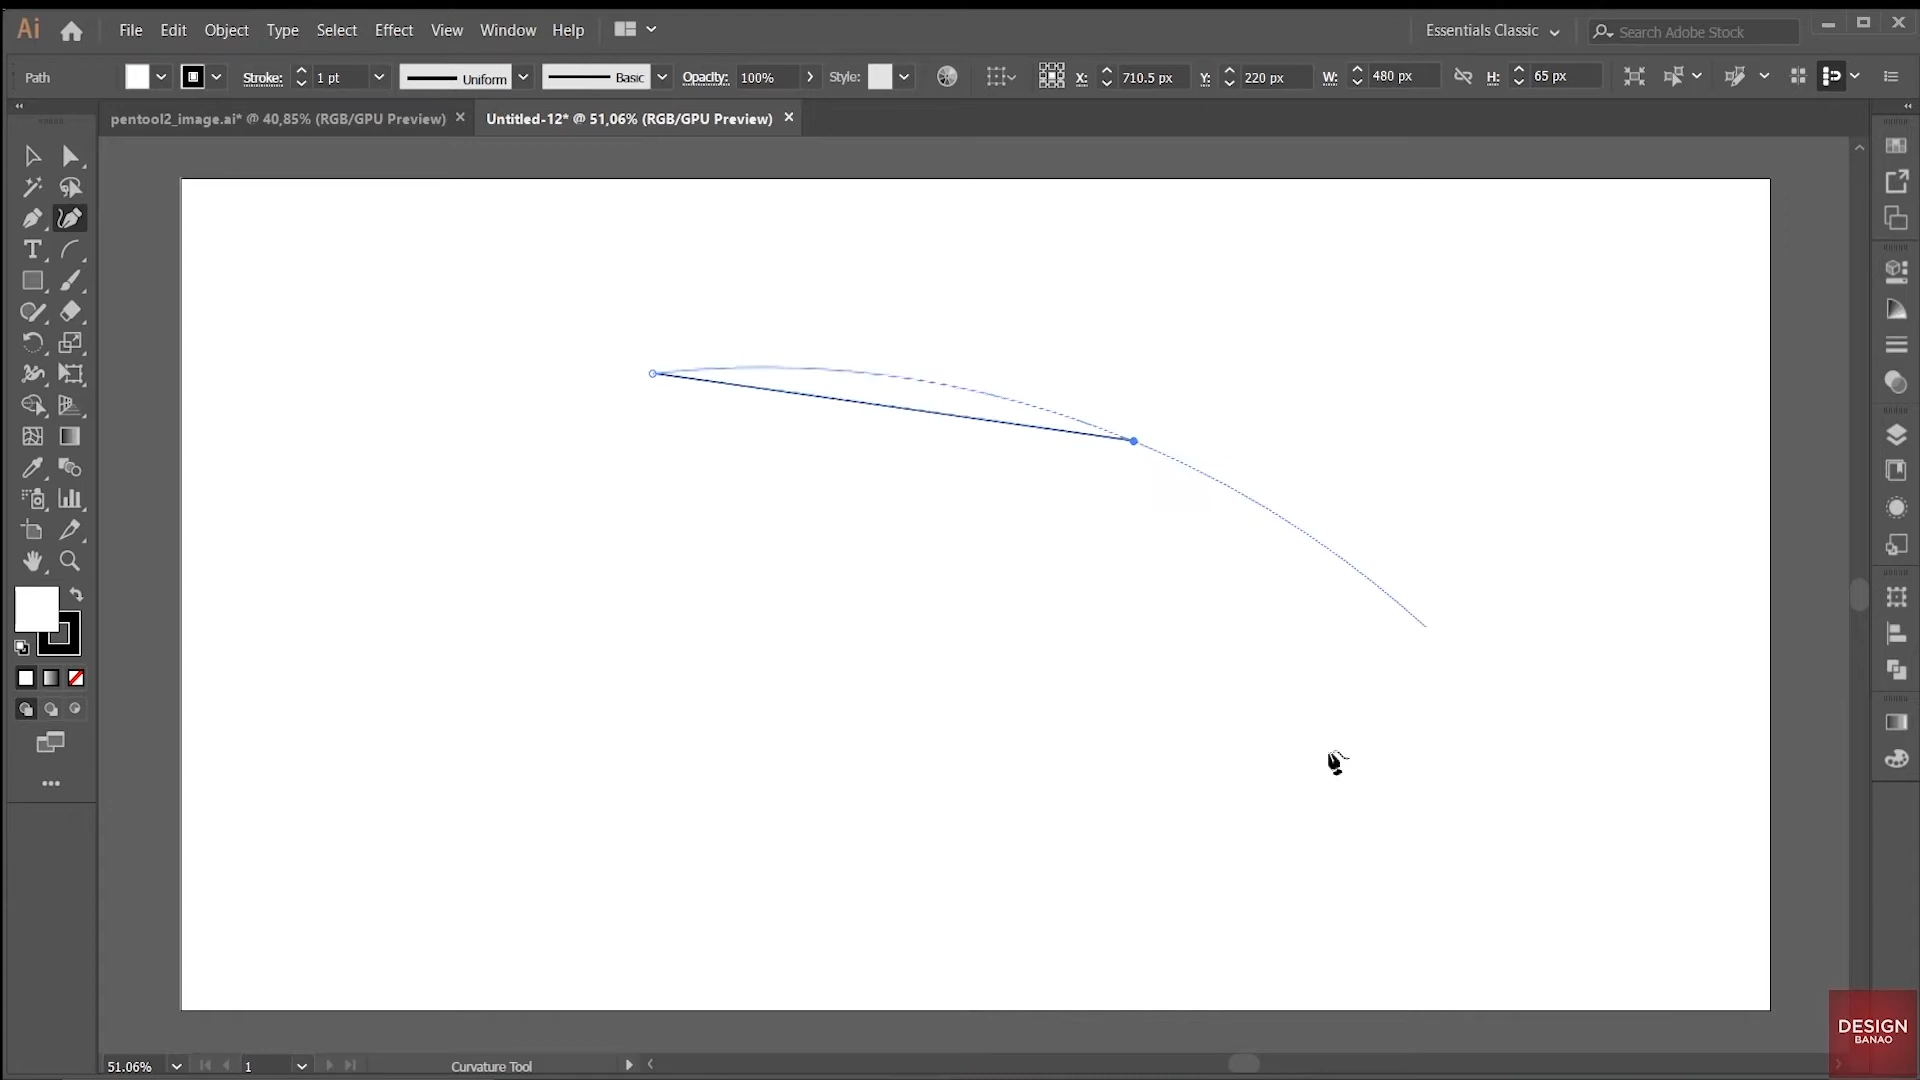 Ai File Edit Object Type Select Effect View Window Help Essentials Classic Search Adobe Stock
Path Stroke: 1 pt Uniform Basic Opacity: 100% Style: X: 710.5 px Y: 220 px W: 480 px H: 65 px
pentool2_image.ai* @ 40,85% (RGB/GPU Preview) Untitled-12* @ 51,06% (RGB/GPU Preview)
T
DESIGN
BANAO
51.06% 1 Curvature Tool